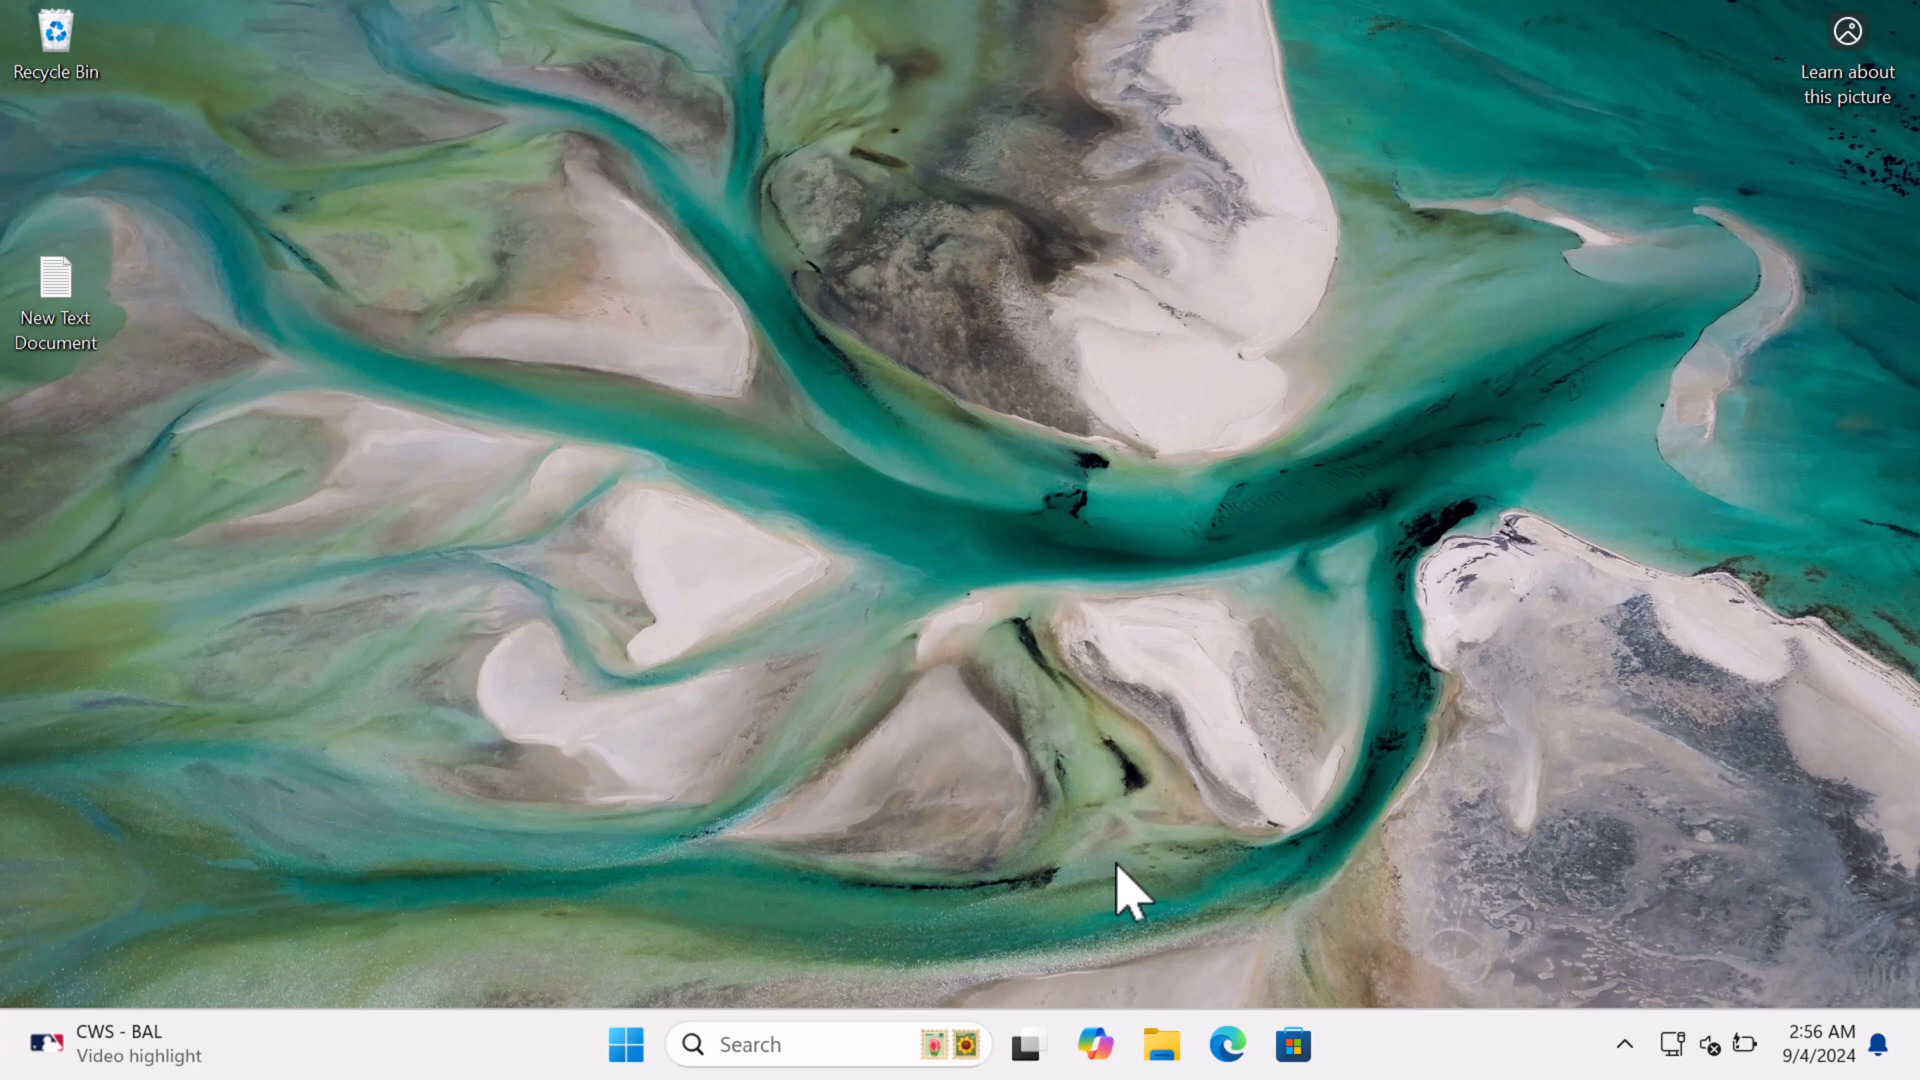 Recycle Bin
Learn about
this picture
New Text
Document
CWS - BAL
Video highlight
Search
2:56 AM
9/4/2024